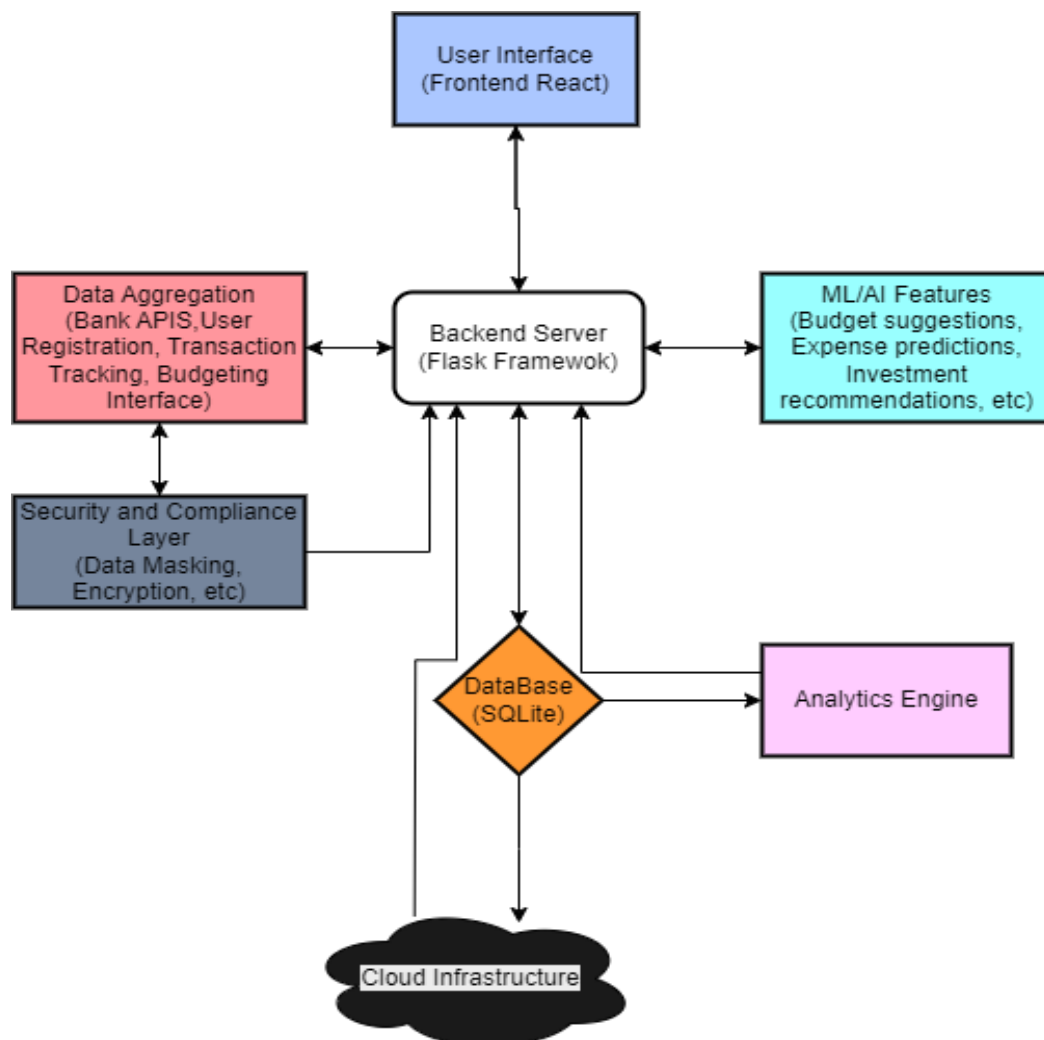 User Interface
(Frontend React)
Data Aggregation
(Bank APIS,User
Registration, Transaction
Tracking, Budgeting
Interface)
Backend Server
(Flask Framewok)
ML/AI Features
(Budget suggestions,
Expense predictions,
Investment
recommendations, etc)
Security and Compliance
Layer
(Data Masking,
Encryption, etc)
DataBase
(SQLite)
Analytics Engine
Cloud Infrastructure